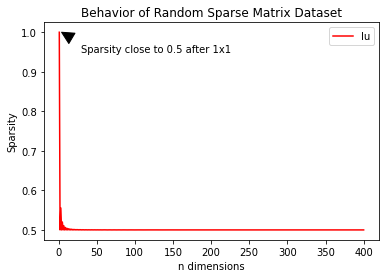 Behavior of Random Sparse Matrix Dataset
lu
Sparsity close to 0.5 after 1x1
Sparsity
1.0
0.9
0.8
0.7
0.6
0.5
0 50 100 150 200 250 300 350 400
n dimensions